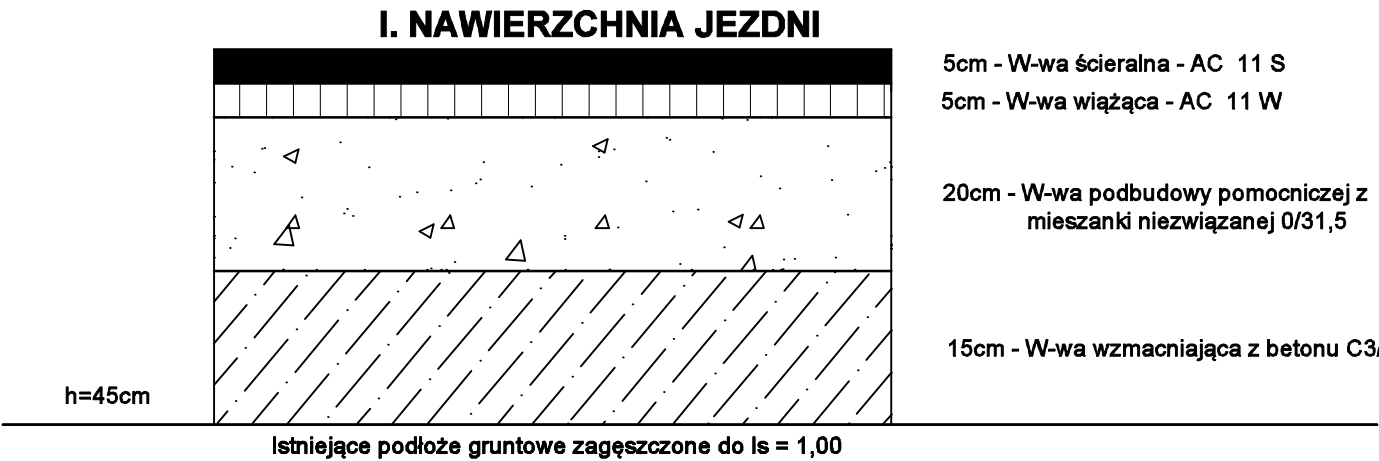 I. NAWIERZCHNIA JEZDNI
5cm - W-wa ścieralna - AC 11 S
5cm - W-wa wiążąca - AC 11 W
20cm - W-wa podbudowy pomocniczej z
mieszanki niezwiązanej 0/31,5
15cm - W-wa wzmacniająca z betonu C3/
h=45cm
Istniejące podłoże gruntowe zagęszczone do Is = 1,00